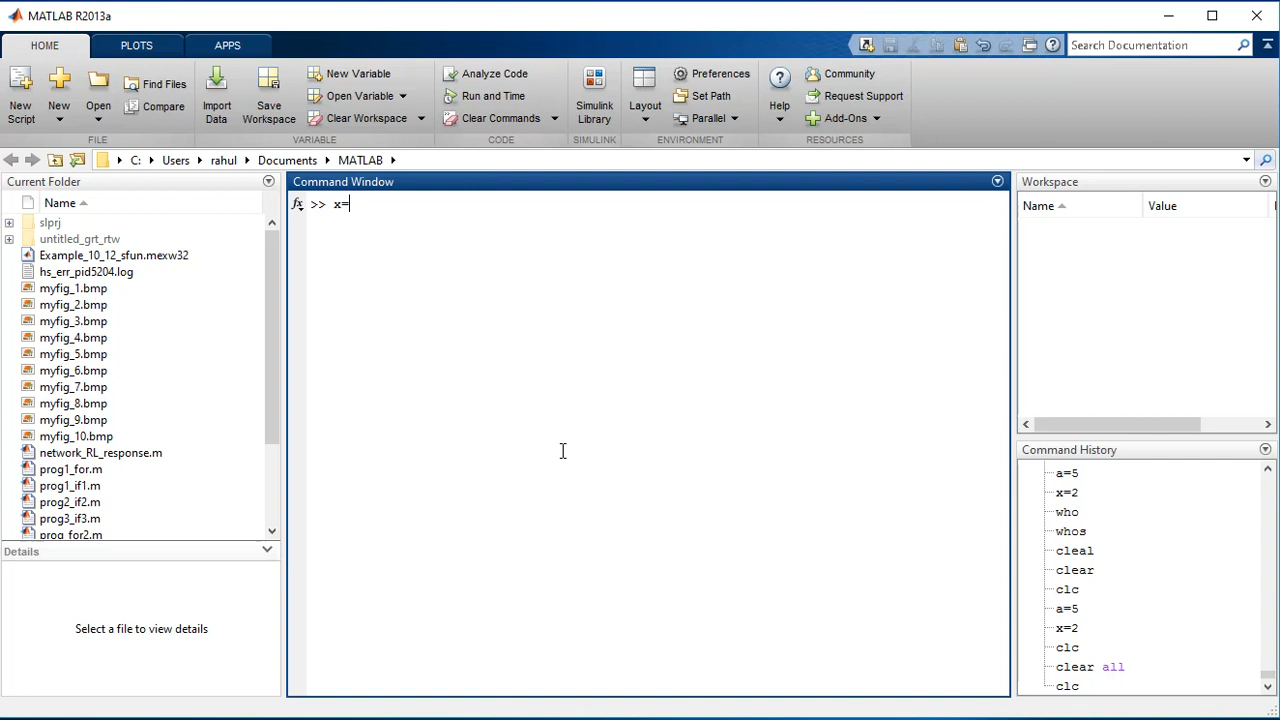 MATLAB R2013a
HOME
PLOTS
APPS
Search Documentation
New Script
New
Open
Find Files
Compare
FILE
Import Data
Save Workspace
New Variable
Open Variable
Clear Workspace
VARIABLE
Analyze Code
Run and Time
Clear Commands
CODE
Simulink Library
SIMULINK
Layout
Preferences
Set Path
Parallel
ENVIRONMENT
Help
Community
Request Support
Add-Ons
RESOURCES
C: Users rahul Documents MATLAB
Current Folder
Name
slprj
untitled_grt_rtw
Example_10_12_sfun.mexw32
hs_err_pid5204.log
myfig_1.bmp
myfig_2.bmp
myfig_3.bmp
myfig_4.bmp
myfig_5.bmp
myfig_6.bmp
myfig_7.bmp
myfig_8.bmp
myfig_9.bmp
myfig_10.bmp
network_RL_response.m
prog1_for.m
prog1_if1.m
prog2_if2.m
prog3_if3.m
prog_for2.m
Details
Select a file to view details
Command Window
fx >> x=
Workspace
Name
Value
Command History
a=5
x=2
who
whos
cleal
clear
clc
a=5
x=2
clc
clear all
clc